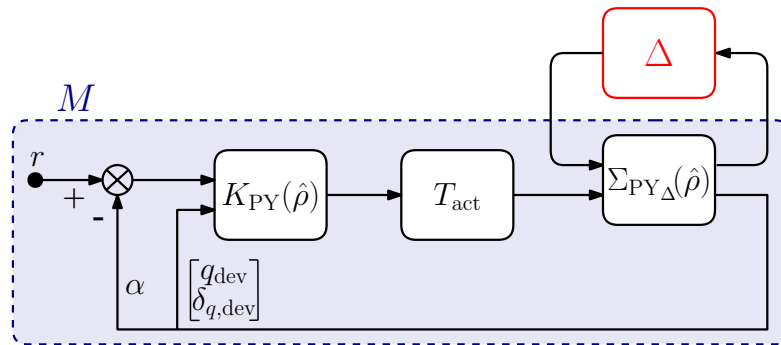 Δ
M
r
+
-
K_PY(ρ̂)
T_act
Σ_PY_Δ(ρ̂)
α
[q_dev
δ_q,dev]